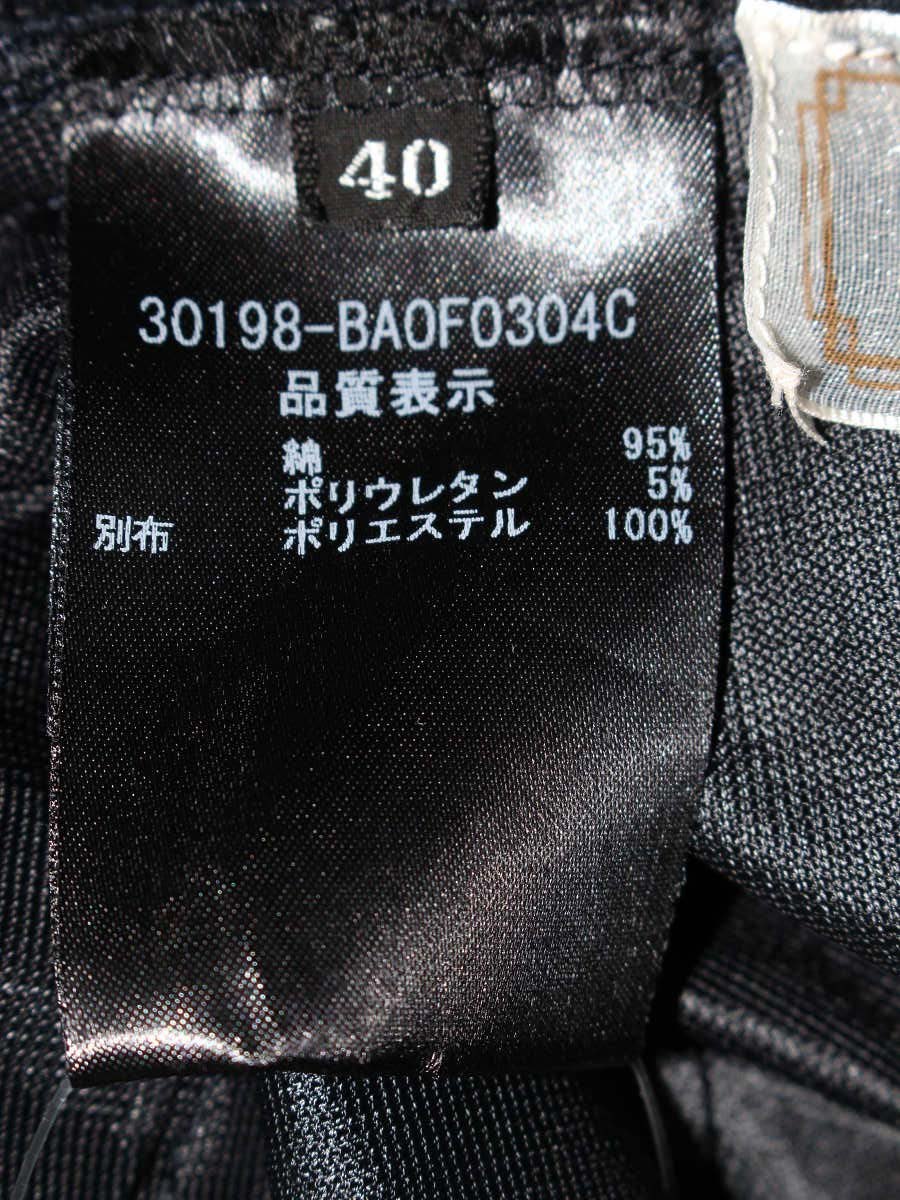 40
30198-BA0F0304C
品質表示
綿 95%
ポリウレタン 5%
別布 ポリエステル 100%